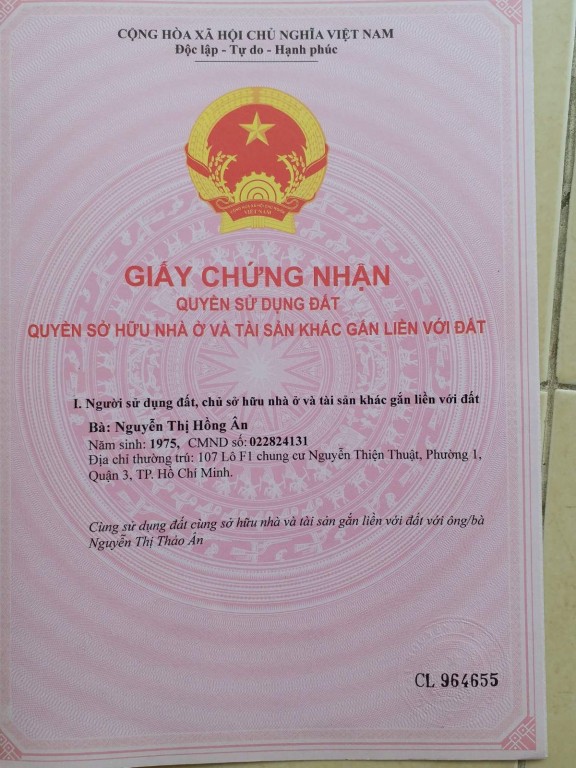 CỘNG HÒA XÃ HỘI CHỦ NGHĨA VIỆT NAM
Độc lập - Tự do - Hạnh phúc
VIỆT NAM
GIẤY CHỨNG NHẬN
QUYỀN SỬ DỤNG ĐẤT
QUYỀN SỞ HỮU NHÀ Ở VÀ TÀI SẢN KHÁC GẮN LIỀN VỚI ĐẤT
I. Người sử dụng đất, chủ sở hữu nhà ở và tài sản khác gắn liền với đất
Bà: Nguyễn Thị Hồng Ân
Năm sinh: 1975, CMND số: 022824131
Địa chỉ thường trú: 107 Lô F1 chung cư Nguyễn Thiện Thuật, Phường 1,
Quận 3, TP. Hồ Chí Minh.
Cùng sử dụng đất cùng sở hữu nhà và tài sản gắn liền với đất với ông/bà
Nguyễn Thị Thảo Ân
CL 964655